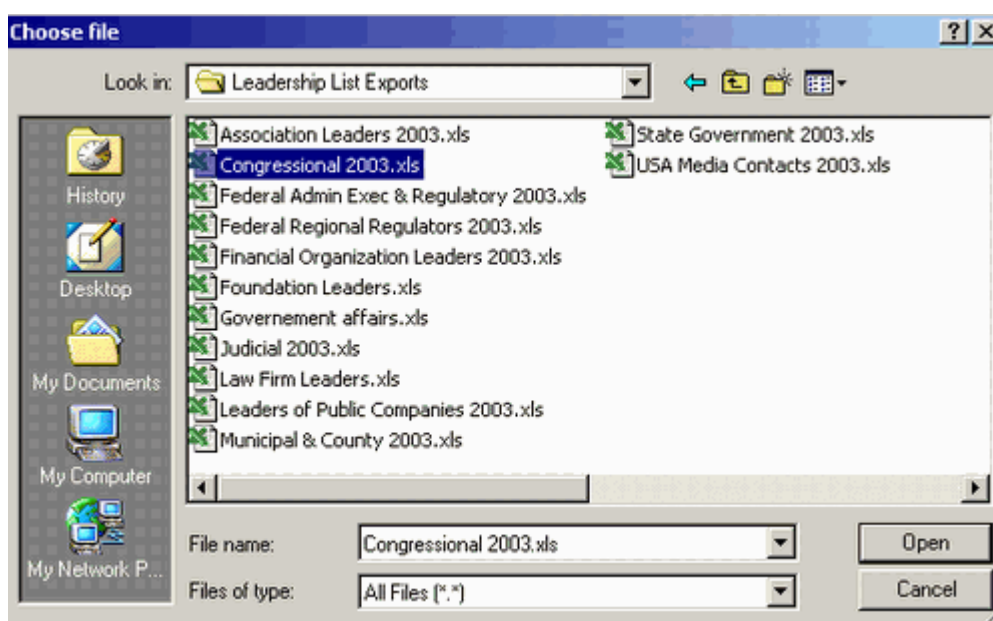 Choose file
Look in: Leadership List Exports
History
Desktop
My Documents
My Computer
My Network P...
Association Leaders 2003.xls
Congressional 2003.xls
Federal Admin Exec & Regulatory 2003.xls
Federal Regional Regulators 2003.xls
Financial Organization Leaders 2003.xls
Foundation Leaders.xls
Governement affairs.xls
Judicial 2003.xls
Law Firm Leaders.xls
Leaders of Public Companies 2003.xls
Municipal & County 2003.xls
State Government 2003.xls
USA Media Contacts 2003.xls
File name: Congressional 2003.xls Open
Files of type: All Files (*.*) Cancel